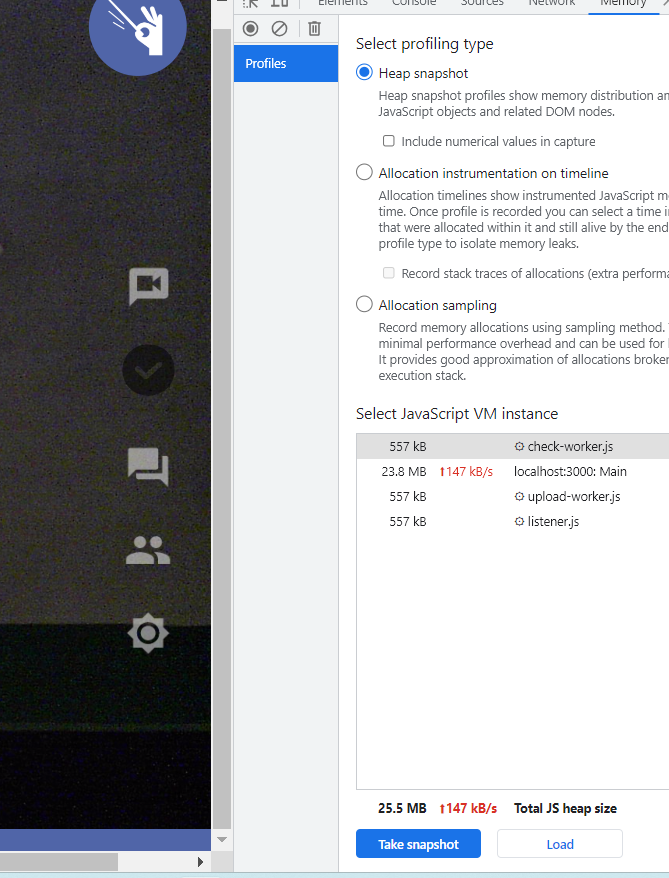 Elements Console Sources Network Memory
Profiles
Select profiling type
Heap snapshot
Heap snapshot profiles show memory distribution
JavaScript objects and related DOM nodes.
Include numerical values in capture
Allocation instrumentation on timeline
Allocation timelines show instrumented JavaScript
time. Once profile is recorded you can select a time
that were allocated within it and still alive by the end
profile type to isolate memory leaks.
Record stack traces of allocations (extra
Allocation sampling
Record memory allocations using sampling method.
minimal performance overhead and can be used for
It provides good approximation of allocations
execution stack.
Select JavaScript VM instance
557 kB check-worker.js
23.8 MB ↑147 kB/s localhost:3000: Main
557 kB upload-worker.js
557 kB listener.js
25.5 MB ↑147 kB/s Total JS heap size
Take snapshot Load